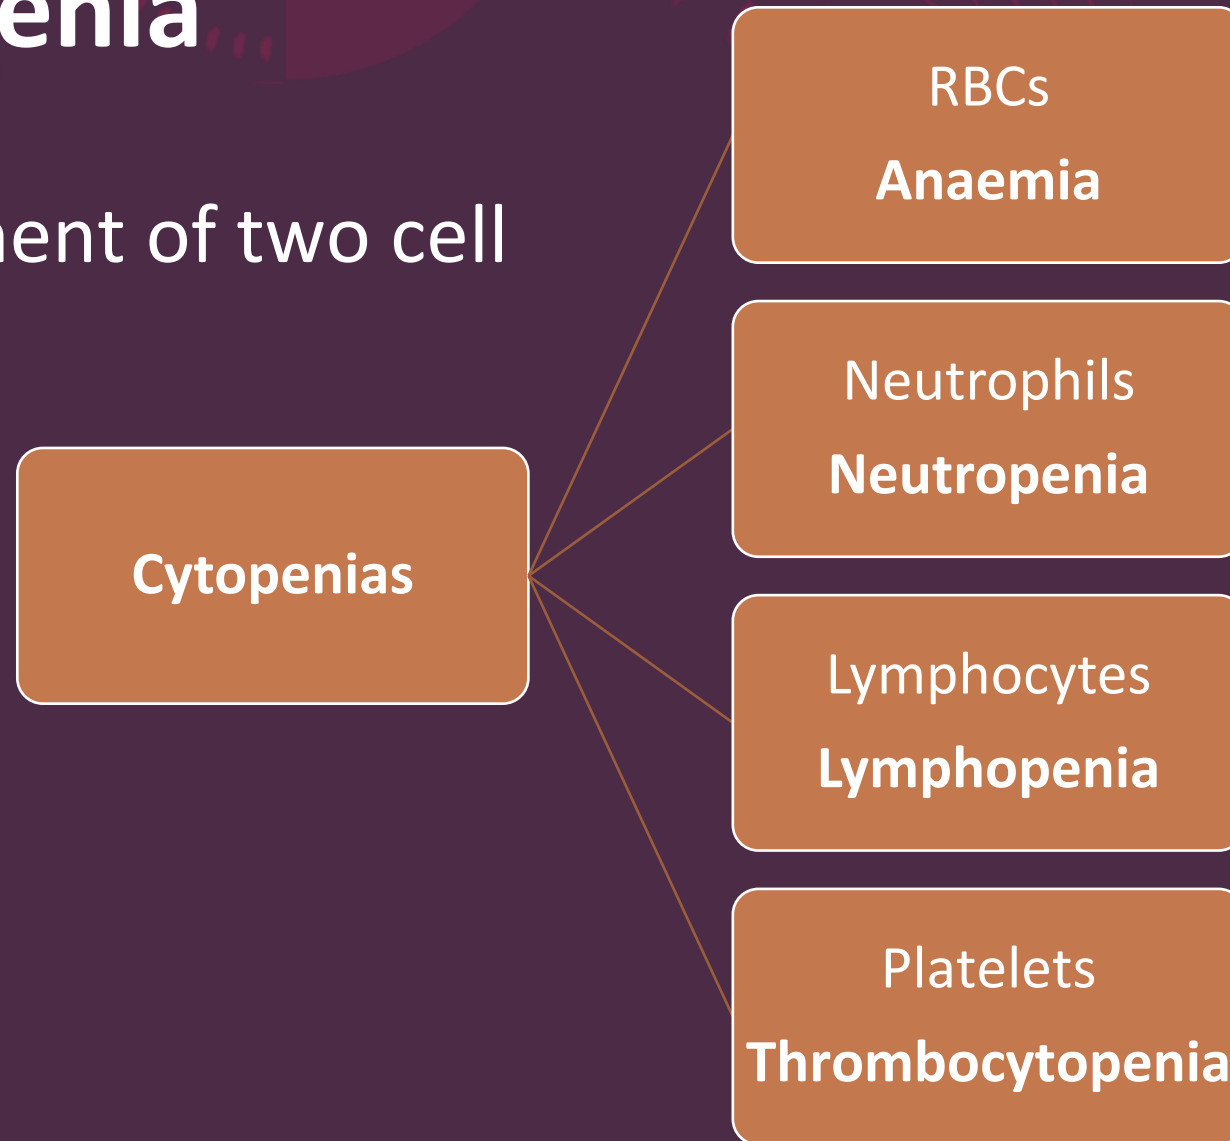 enia
ent of two cell
Cytopenias
RBCs
Anaemia
Neutrophils
Neutropenia
Lymphocytes
Lymphopenia
Platelets
Thrombocytopenia